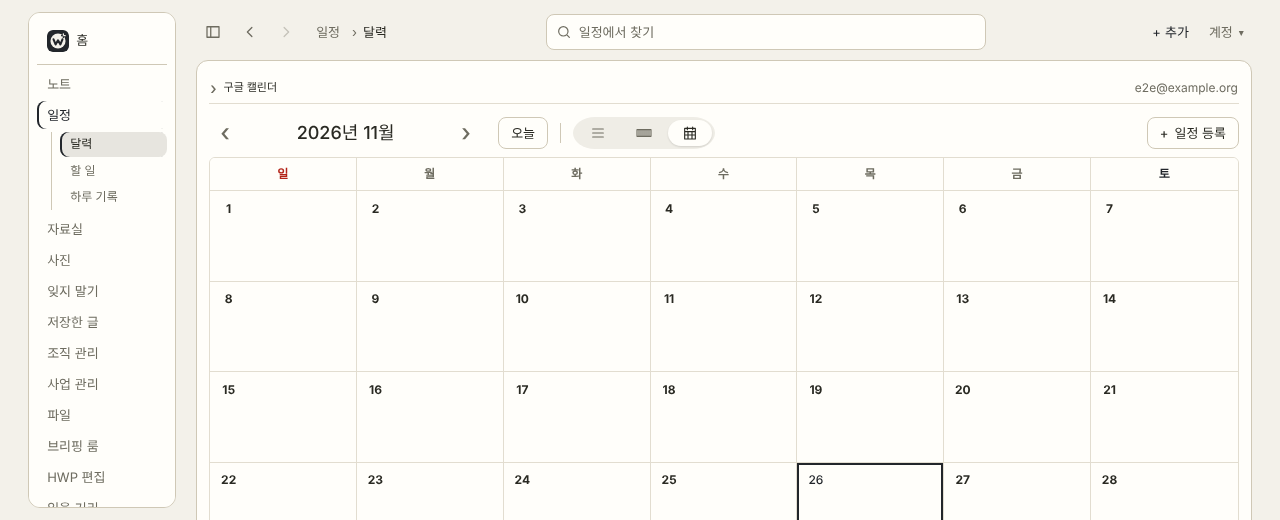 홈
노트
일정
달력
할 일
하루 기록
자료실
사진
잊지 말기
저장한 글
조직 관리
사업 관리
파일
브리핑 룸
HWP 편집
일정 › 달력
일정에서 찾기
+ 추가
계정 ▾
› 구글 캘린더
e2e@example.org
‹ 2026년 11월 ›
오늘
+ 일정 등록
일 월 화 수 목 금 토
1 2 3 4 5 6 7
8 9 10 11 12 13 14
15 16 17 18 19 20 21
22 23 24 25 26 27 28